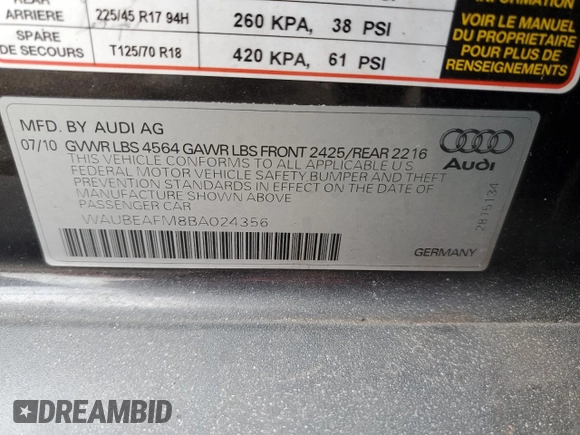 REAR
ARRIERE 225/45 R17 94H 260 KPA, 38 PSI
SPARE
DE SECOURS T125/70 R18 420 KPA, 61 PSI
INFORMATION
VOIR LE MANUEL
DU PROPRIETAIRE
POUR PLUS DE
RENSEIGNEMENTS
MFD. BY AUDI AG
07/10 GVWR LBS 4564 GAWR LBS FRONT 2425/REAR 2216
THIS VEHICLE CONFORMS TO ALL APPLICABLE U.S.
FEDERAL MOTOR VEHICLE SAFETY BUMPER AND THEFT
PREVENTION STANDARDS IN EFFECT ON THE DATE OF
MANUFACTURE SHOWN ABOVE
PASSENGER CAR
WAUBEAFM8BA024356
Audi
GERMANY
DREAMBID